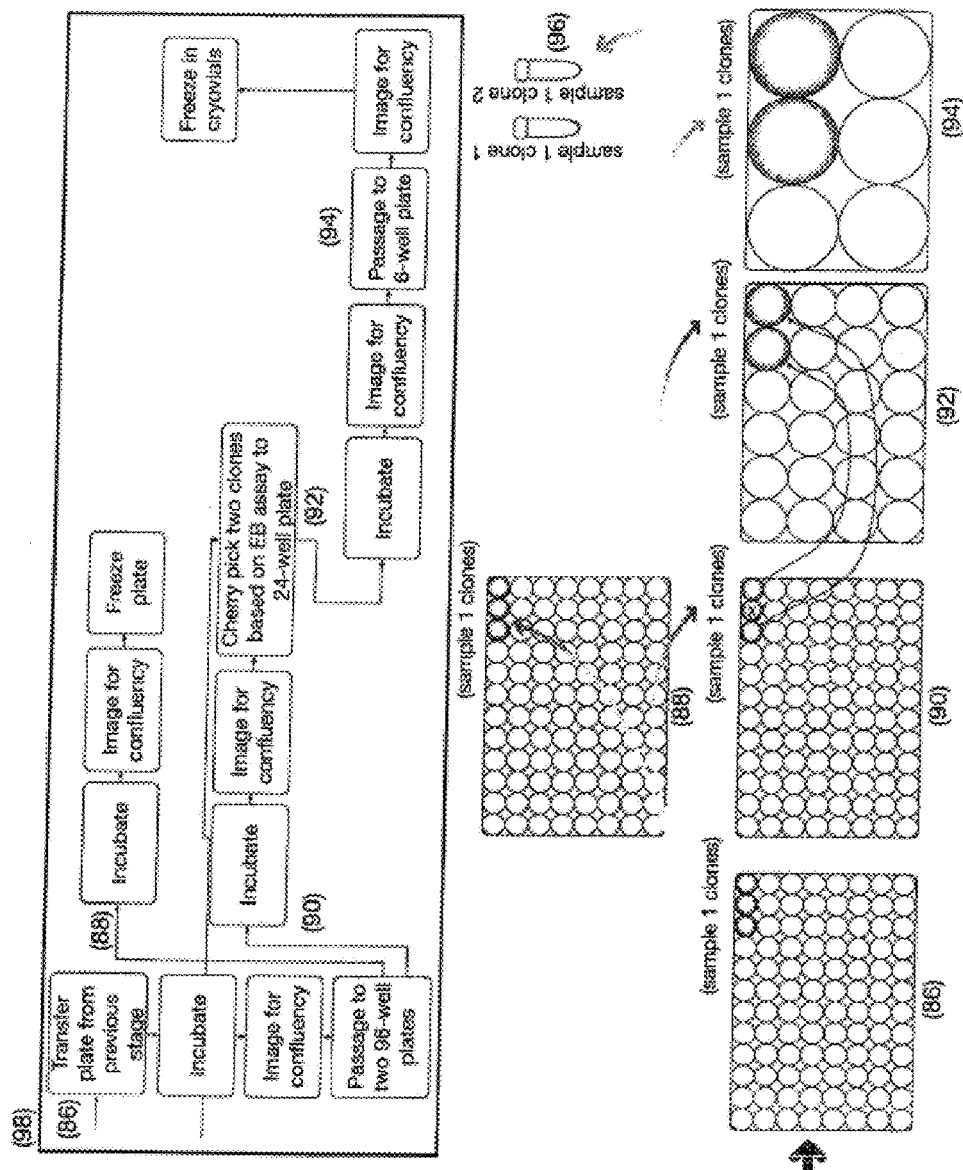 (98)
(86)
Transfer
plate from
previous
stage
Incubate
Image for
confluency
Passage to
two 96-well
plates
(88)
Incubate
Image for
confluency
Freeze
plate
(90)
Incubate
Image for
confluency
Cherry pick two clones
based on EB assay to
24-well plate
(92)
Incubate
Image for
confluency
(94)
Passage to
6-well plate
Image for
confluency
Freeze in
cryovials
(sample 1 clones)
(86)
(sample 1 clones)
(88)
(sample 1 clones)
(90)
(sample 1 clones)
(92)
(sample 1 clones)
(94)
sample 1 clone 1
sample 1 clone 2
(96)